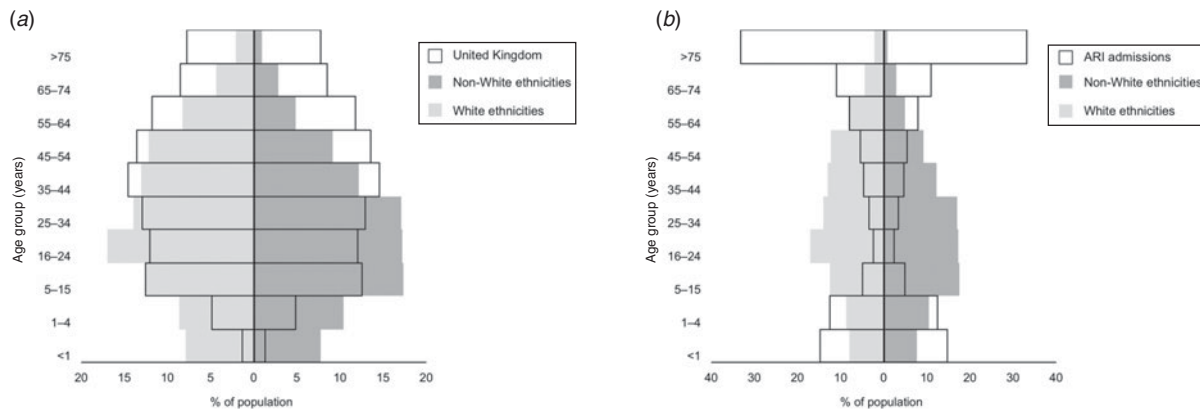 (a)
Age group (years)
>75
65–74
55–64
45–54
35–44
25–34
16–24
5–15
1–4
<1
20 15 10 5 0 5 10 15 20
% of population
United Kingdom
Non-White ethnicities
White ethnicities
(b)
Age group (years)
>75
65–74
55–64
45–54
35–44
25–34
16–24
5–15
1–4
<1
40 30 20 10 0 10 20 30 40
% of population
ARI admissions
Non-White ethnicities
White ethnicities